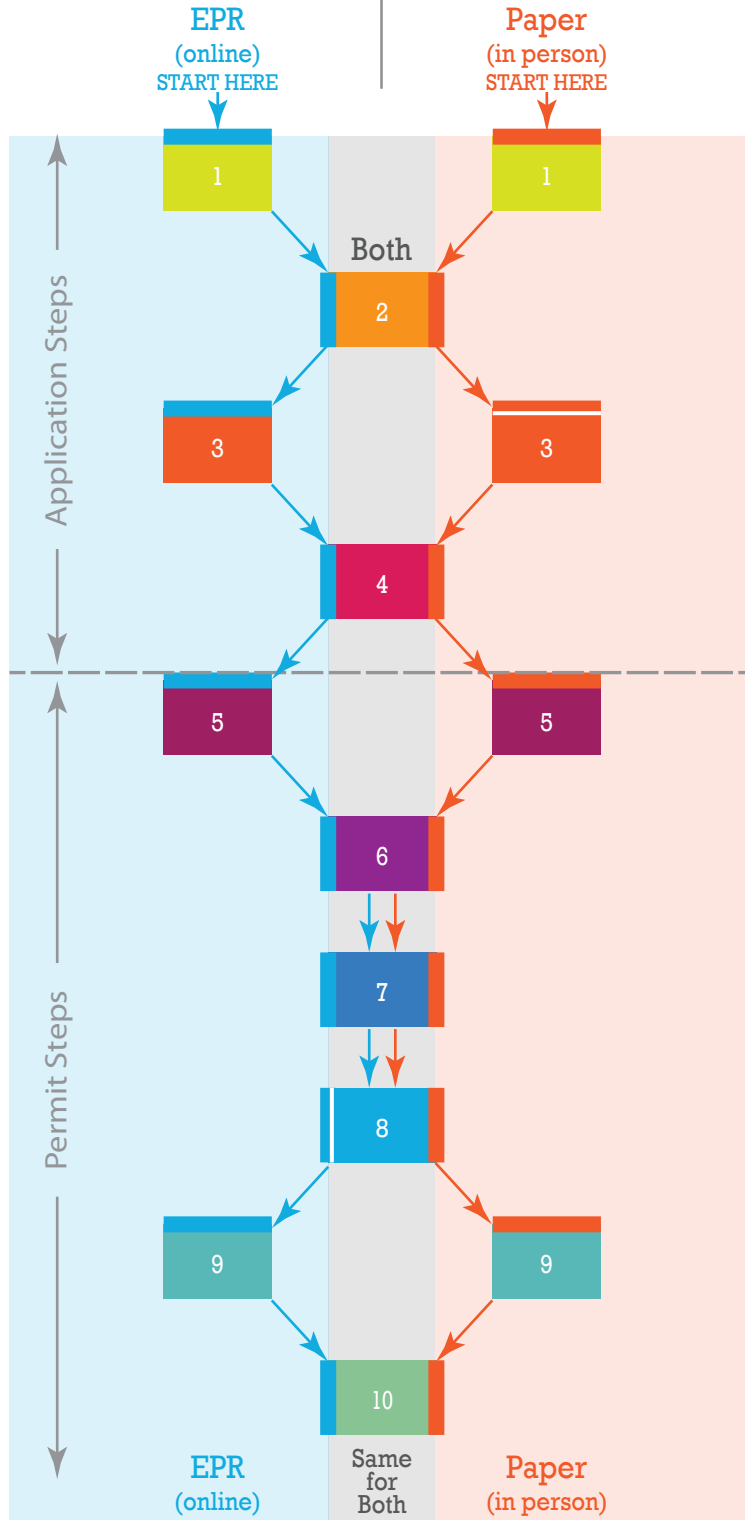 EPR
(online)
START HERE
Paper
(in person)
START HERE
1
1
Both
2
Application Steps
3
3
4
5
5
6
7
Permit Steps
8
9
9
10
EPR
(online)
Same
for
Both
Paper
(in person)